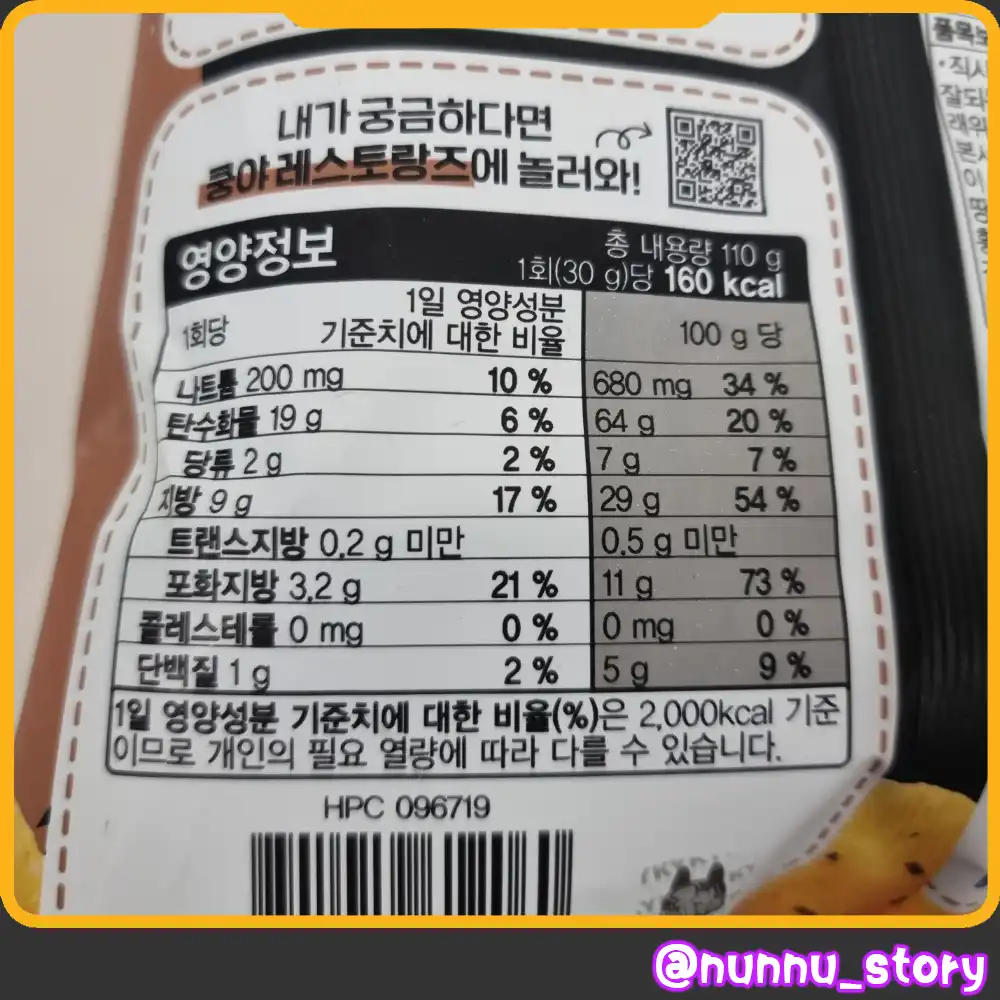 내가 궁금하다면
쿵야 레스토랑즈에 놀러와!
영양정보
총 내용량 110 g
1회(30 g)당 160 kcal
1회당
1일 영양성분
기준치에 대한 비율
100 g 당
나트륨 200 mg 10 % 680 mg 34 %
탄수화물 19 g 6 % 64 g 20 %
당류 2 g 2 % 7 g 7 %
지방 9 g 17 % 29 g 54 %
트랜스지방 0.2 g 미만 0.5 g 미만
포화지방 3.2 g 21 % 11 g 73 %
콜레스테롤 0 mg 0 % 0 mg 0 %
단백질 1 g 2 % 5 g 9 %
1일 영양성분 기준치에 대한 비율(%)은 2,000kcal 기준
이므로 개인의 필요 열량에 따라 다를 수 있습니다.
HPC 096719
@nunnu_story